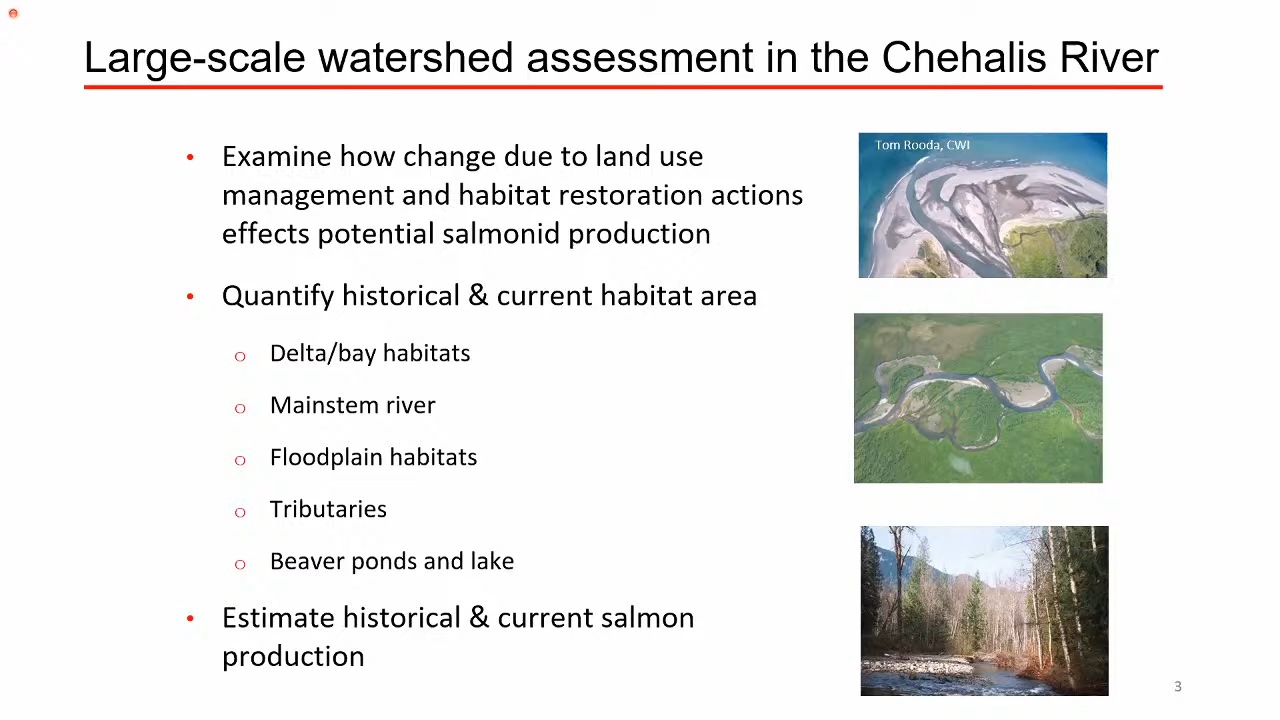 Large-scale watershed assessment in the Chehalis River
• Examine how change due to land use
management and habitat restoration actions
effects potential salmonid production
• Quantify historical & current habitat area
o Delta/bay habitats
o Mainstem river
o Floodplain habitats
o Tributaries
o Beaver ponds and lake
• Estimate historical & current salmon
production
Tom Rooda, CWI
3